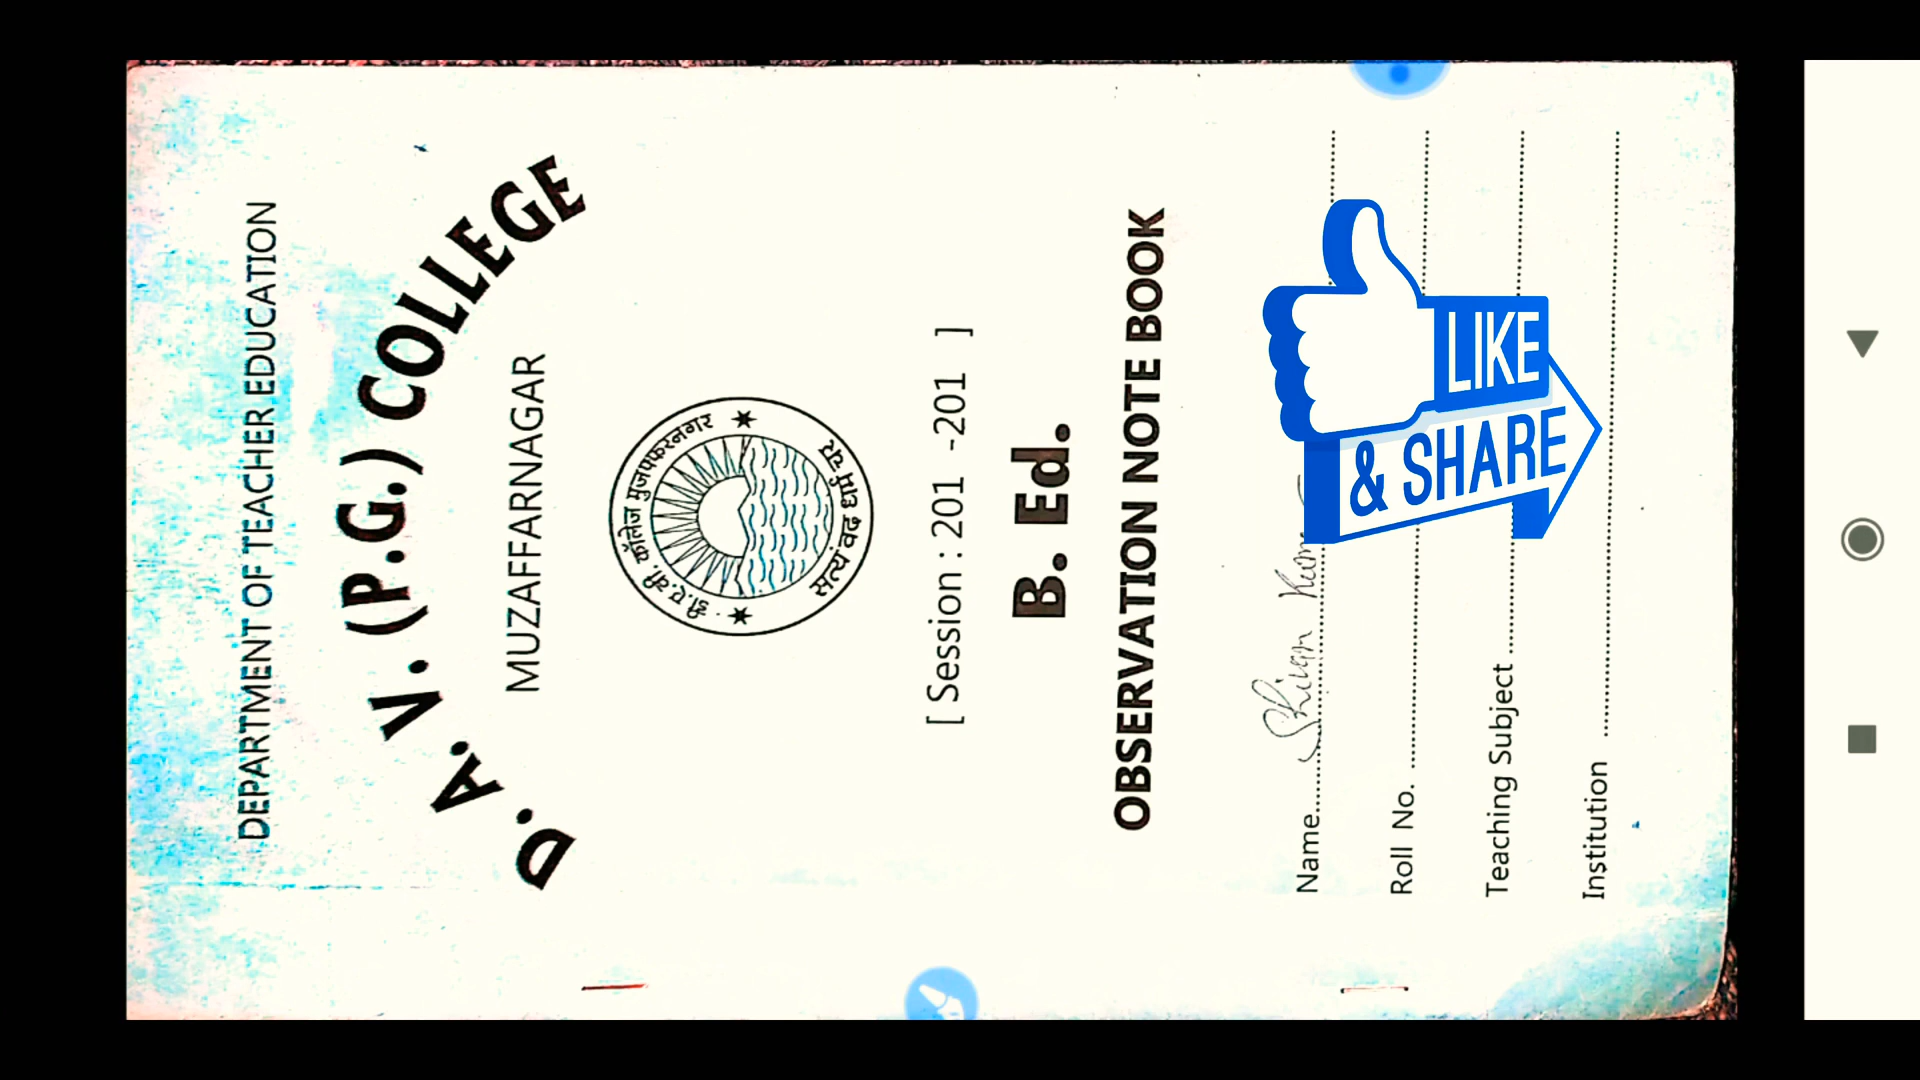 DEPARTMENT OF TEACHER EDUCATION
D. A. V. (P.G.) COLLEGE
MUZAFFARNAGAR
डी.ए.वी. कॉलेज मुजफ्फरनगर
सत्यं वद धर्मं चर
[ Session : 201 -201 ]
B. Ed.
OBSERVATION NOTE BOOK
Name Shivam
Roll No.
Teaching Subject
Institution
LIKE
& SHARE